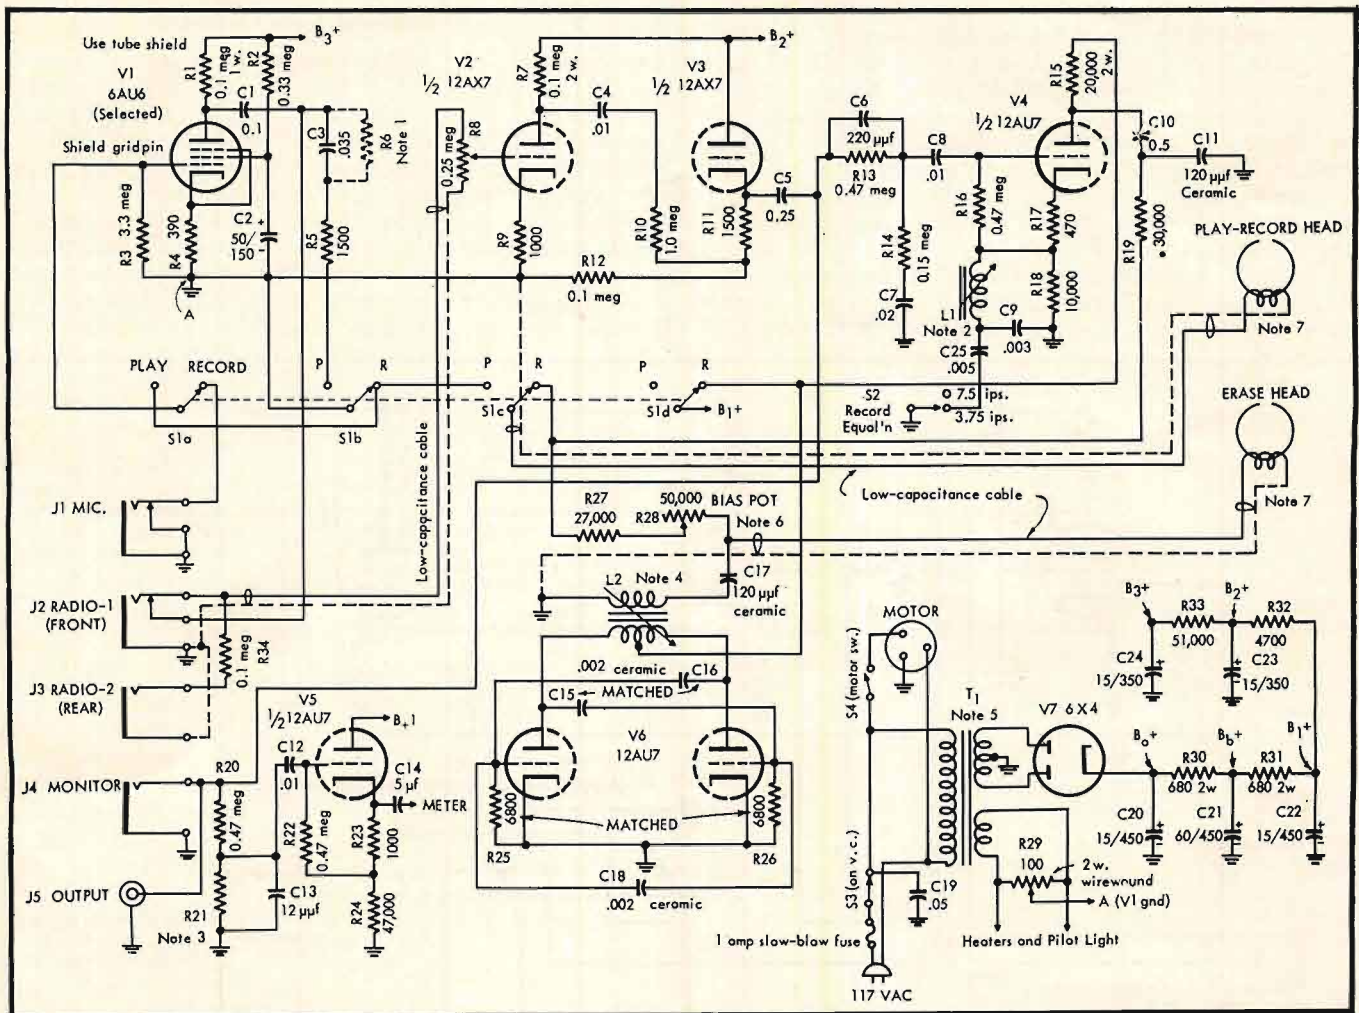 Use tube shield
V1
6AU6
(Selected)
Shield gridpin
R1
0.1 meg
1 w.
R2
0.33 meg
B3+
C1
0.1
C3
.035
R6
Note 1
R3 3.3 meg
R4 390
C2
50/
150
R5
1500
A
V2
½ 12AX7
R7
0.1 meg
2 w.
R8
0.25 meg
C4
.01
V3
½ 12AX7
B2+
R9
1000
R10
1.0 meg
R11
1500
C5
0.25
R12
0.1 meg
C6
220 µµf
R13
0.47 meg
C8
.01
R14
0.15 meg
C7
.02
V4
½ 12AU7
R15
20,000
2 w.
R16
0.47 meg
R17
470
R18
10,000
L1
Note 2
C9
.003
C25
.005
C10
0.5
C11
120 µµf
Ceramic
R19
30,000
PLAY-RECORD HEAD
Note 7
PLAY RECORD
S1a
P R
S1b
P R
S1c
P R
S1d
B1+
S2
Record
Equal'n
7.5 ips.
3.75 ips.
ERASE HEAD
Note 7
Low-capacitance cable
Low-capacitance cable
J1 MIC.
J2 RADIO-1
(FRONT)
J3 RADIO-2
(REAR)
R34
0.1 meg
J4 MONITOR
J5 OUTPUT
R20
0.47 meg
R21
Note 3
V5
½ 12AU7
B+1
C12
.01
C13
12 µµf
R22
0.47 meg
R23
1000
R24
47,000
C14
5 µf
METER
R27
27,000
50,000 BIAS POT
R28
Note 6
L2 Note 4
C17
120 µµf
ceramic
.002 ceramic
C16
C15
MATCHED
V6
12AU7
MATCHED
6800
R25
6800
R26
C18
.002 ceramic
MOTOR
S4 (motor sw.)
S3 (on v.c.)
C19
.05
1 amp slow-blow fuse
117 VAC
T1
Note 5
V7 6X4
R29
100
2 w.
wirewound
A (V1 gnd)
Heaters and Pilot Light
B3+
R33
51,000
B2+
R32
4700
C24
15/350
C23
15/350
Ba+
R30
680 2w
Bb+
R31
680 2w
B1+
C20
15/450
C21
60/450
C22
15/450